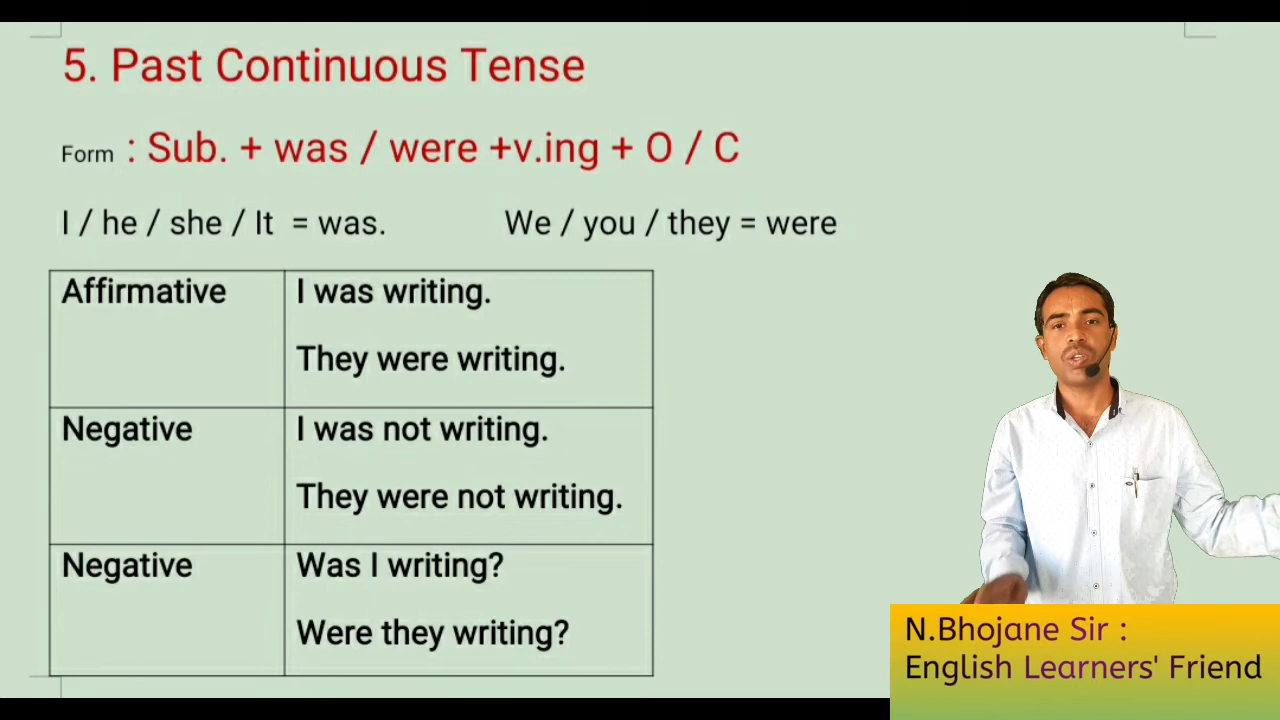 5. Past Continuous Tense
Form : Sub. + was / were +v.ing + O / C
I / he / she / It = was. We / you / they = were
Affirmative I was writing.
They were writing.
Negative I was not writing.
They were not writing.
Negative Was I writing?
Were they writing?
N.Bhojane Sir :
English Learners' Friend